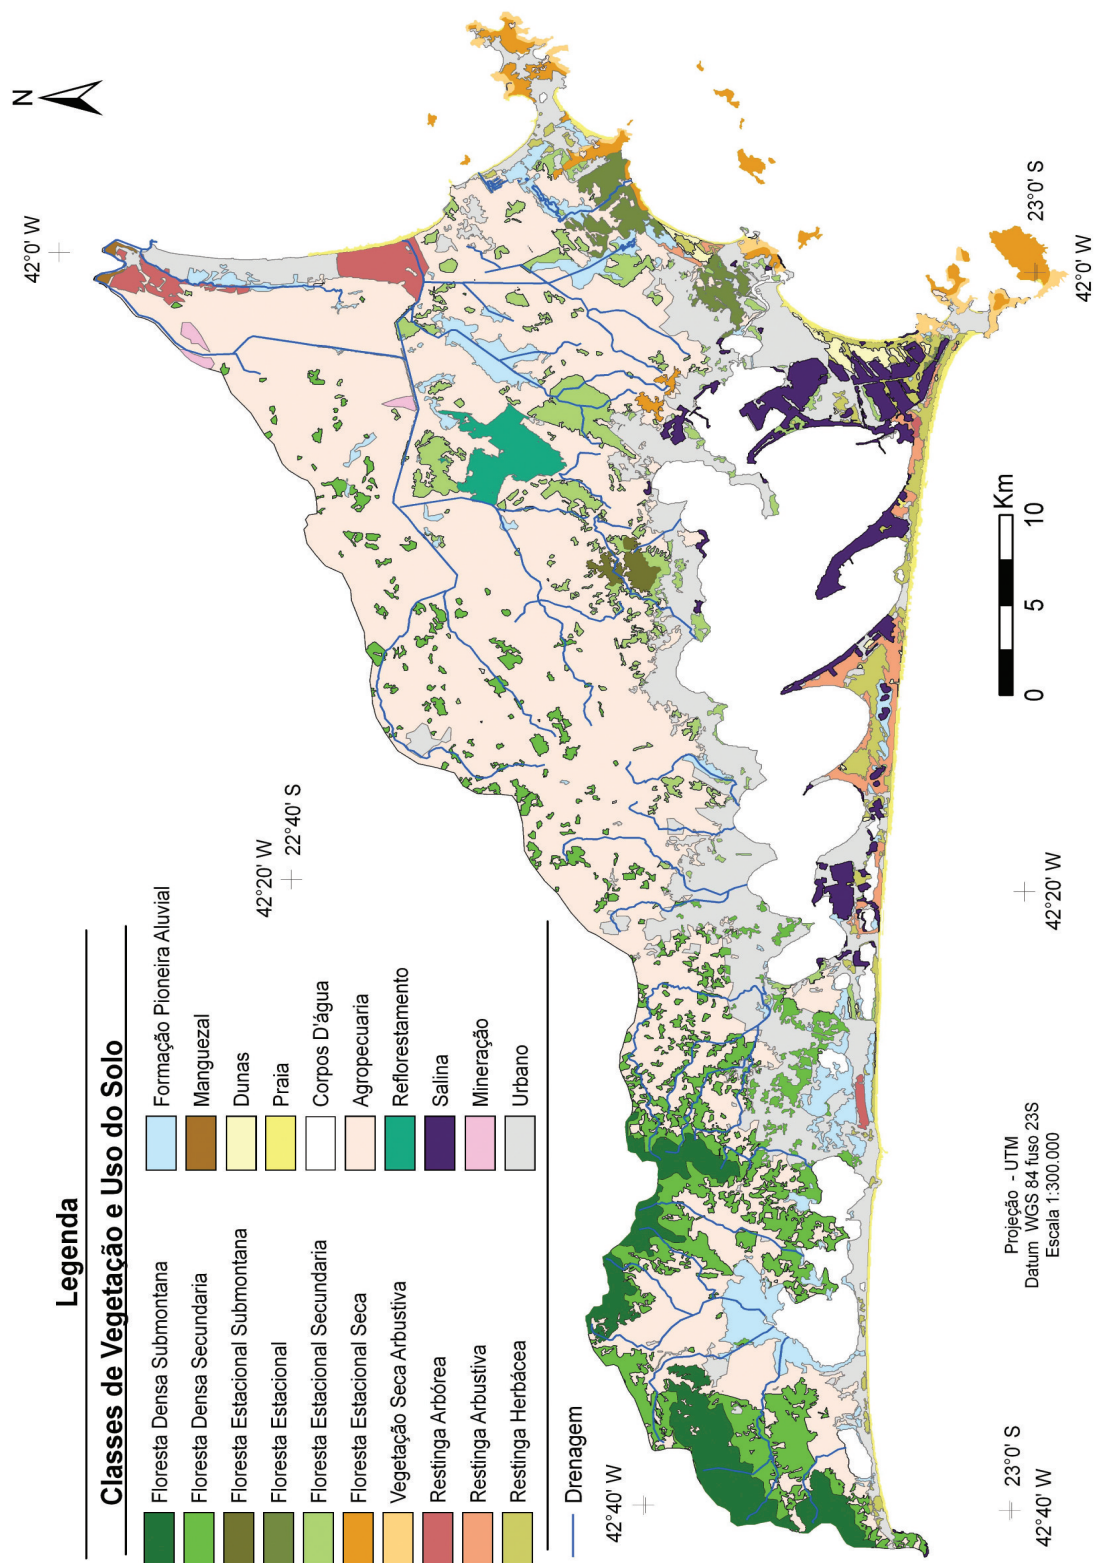 Legenda
Classes de Vegetação e Uso do Solo
Floresta Densa Submontana
Floresta Densa Secundaria
Floresta Estacional Submontana
Floresta Estacional
Floresta Estacional Secundaria
Floresta Estacional Seca
Vegetação Seca Arbustiva
Restinga Arbórea
Restinga Arbustiva
Restinga Herbácea
Formação Pioneira Aluvial
Manguezal
Dunas
Praia
Corpos D'água
Agropecuaria
Reflorestamento
Salina
Mineração
Urbano
Drenagem
N
42°0' W
42°20' W
22°40' S
42°40' W
23°0' S
42°0' W
42°20' W
23°0' S
42°40' W
0 5 10 Km
Projeção - UTM
Datum WGS 84 fuso 23S
Escala 1:300.000